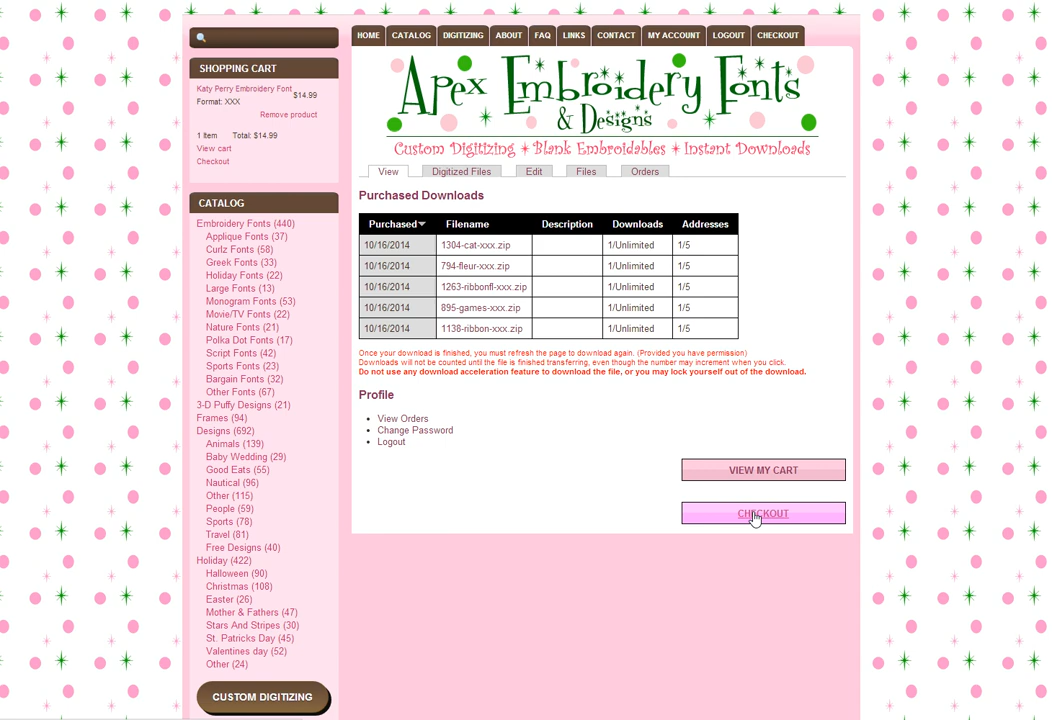 HOME CATALOG DIGITIZING ABOUT FAQ LINKS CONTACT MY ACCOUNT LOGOUT CHECKOUT
SHOPPING CART
Katy Perry Embroidery Font $14.99
Format: XXX
Remove product
1 Item Total: $14.99
View cart
Checkout
CATALOG
Embroidery Fonts (440)
Applique Fonts (37)
Curlz Fonts (58)
Greek Fonts (33)
Holiday Fonts (22)
Large Fonts (13)
Monogram Fonts (53)
Movie/TV Fonts (22)
Nature Fonts (21)
Polka Dot Fonts (17)
Script Fonts (42)
Sports Fonts (23)
Bargain Fonts (32)
Other Fonts (67)
3-D Puffy Designs (21)
Frames (94)
Designs (692)
Animals (139)
Baby Wedding (29)
Good Eats (55)
Nautical (96)
Other (115)
People (59)
Sports (78)
Travel (81)
Free Designs (40)
Holiday (422)
Halloween (90)
Christmas (108)
Easter (26)
Mother & Fathers (47)
Stars And Stripes (30)
St. Patricks Day (45)
Valentines day (52)
Other (24)
CUSTOM DIGITIZING
Apex Embroidery Fonts
& Designs
Custom Digitizing * Blank Embroidables * Instant Downloads
View Digitized Files Edit Files Orders
Purchased Downloads
Purchased Filename Description Downloads Addresses
10/16/2014 1304-cat-xxx.zip 1/Unlimited 1/5
10/16/2014 794-fleur-xxx.zip 1/Unlimited 1/5
10/16/2014 1263-ribbonfl-xxx.zip 1/Unlimited 1/5
10/16/2014 895-games-xxx.zip 1/Unlimited 1/5
10/16/2014 1138-ribbon-xxx.zip 1/Unlimited 1/5
Once your download is finished, you must refresh the page to download again. (Provided you have permission)
Downloads will not be counted until the file is finished transferring, even though the number may increment when you click.
Do not use any download acceleration feature to download the file, or you may lock yourself out of the download.
Profile
• View Orders
• Change Password
• Logout
VIEW MY CART
CHECKOUT